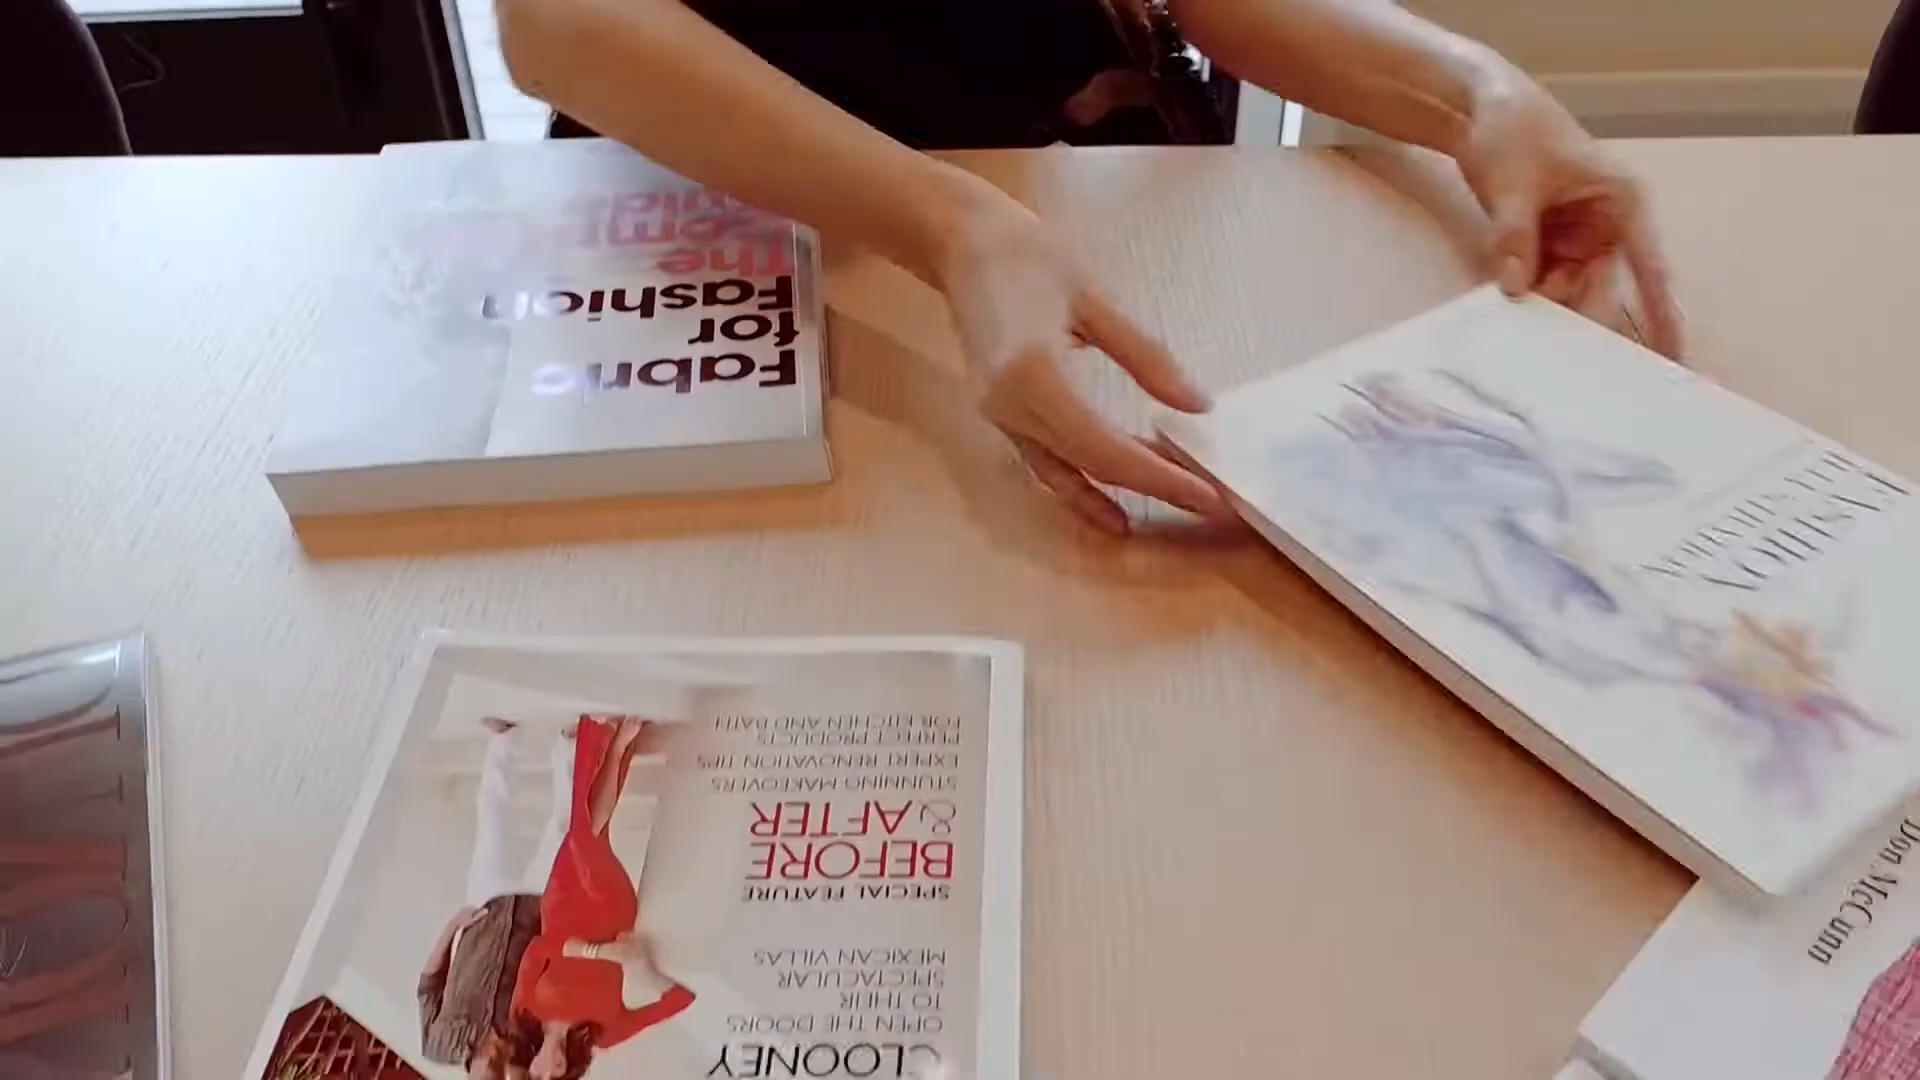 Fabric
for
Fashion
The
CLOONEY
OPEN THE DOORS
TO THEIR
SPECTACULAR
MEXICAN VILLAS
SPECIAL FEATURE
BEFORE
& AFTER
STUNNING MAKEOVERS
EXPERT RENOVATION TIPS
PERFECT PRODUCTS
FOR KITCHEN AND BATH
FASHION
ILLUSTRATION
Don McCunn